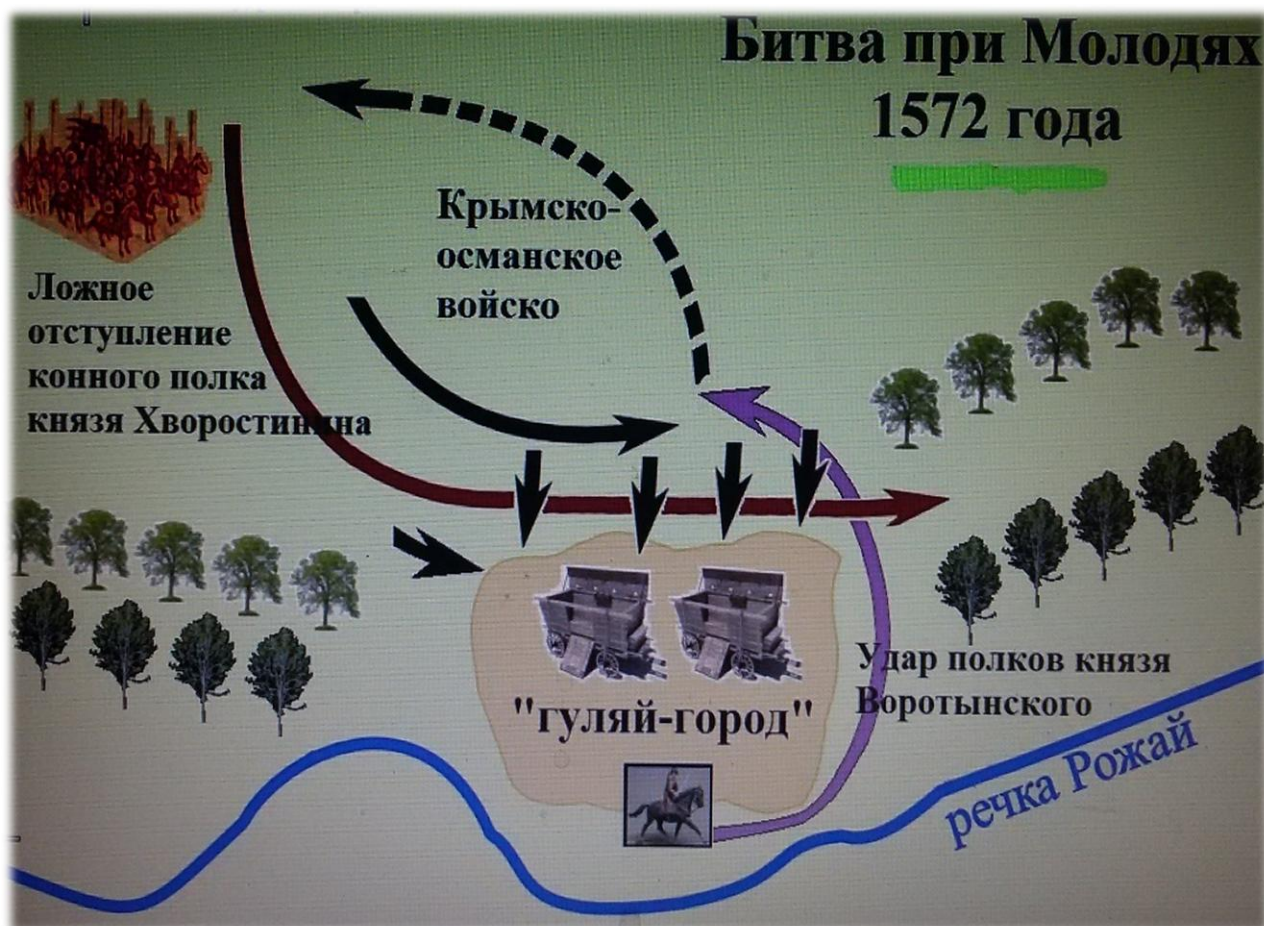 Битва при Молодях
1572 года
Крымско-
османское
войско
Ложное
отступление
конного полка
князя Хворостинина
Удар полков князя
Воротынского
"гуляй-город"
речка Рожай